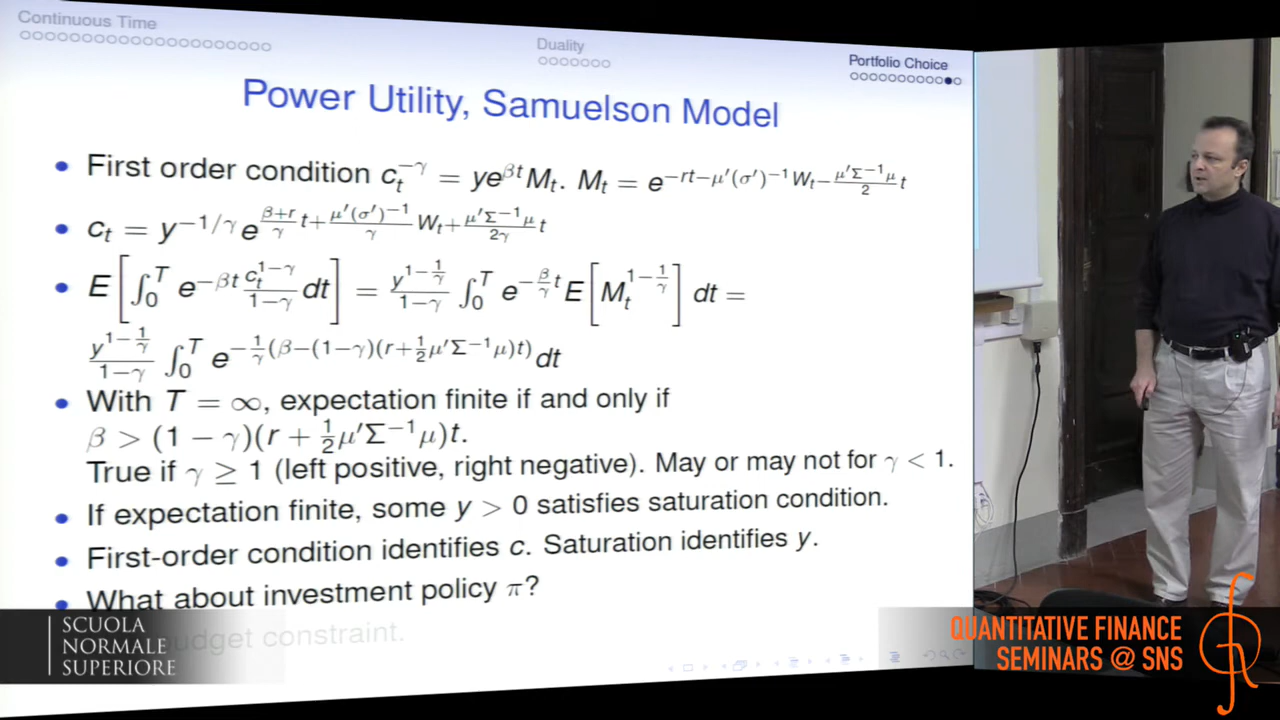 Continuous Time
Duality
Portfolio Choice
Power Utility, Samuelson Model
• First order condition c_t^{−γ} = ye^{βt}M_t. M_t = e^{−rt−μ′(σ′)^{−1}W_t−\frac{μ′Σ^{−1}μ}{2}t}
• c_t = y^{−1/γ}e^{\frac{β+r}{γ}t+\frac{μ′(σ′)^{−1}}{γ}W_t+\frac{μ′Σ^{−1}μ}{2γ}t}
• E[∫_0^T e^{−βt}\frac{c_t^{1−γ}}{1−γ}dt] = \frac{y^{1−\frac{1}{γ}}}{1−γ} ∫_0^T e^{−\frac{β}{γ}t}E[M_t^{1−\frac{1}{γ}}] dt =
\frac{y^{1−\frac{1}{γ}}}{1−γ} ∫_0^T e^{−\frac{1}{γ}(β−(1−γ)(r+\frac{1}{2}μ′Σ^{−1}μ)t)}dt
• With T = ∞, expectation finite if and only if
β > (1 − γ)(r + \frac{1}{2}μ′Σ^{−1}μ)t.
True if γ ≥ 1 (left positive, right negative). May or may not for γ < 1.
• If expectation finite, some y > 0 satisfies saturation condition.
• First-order condition identifies c. Saturation identifies y.
• What about investment policy π?
budget constraint.
SCUOLA
NORMALE
SUPERIORE
QUANTITATIVE FINANCE
SEMINARS @ SNS